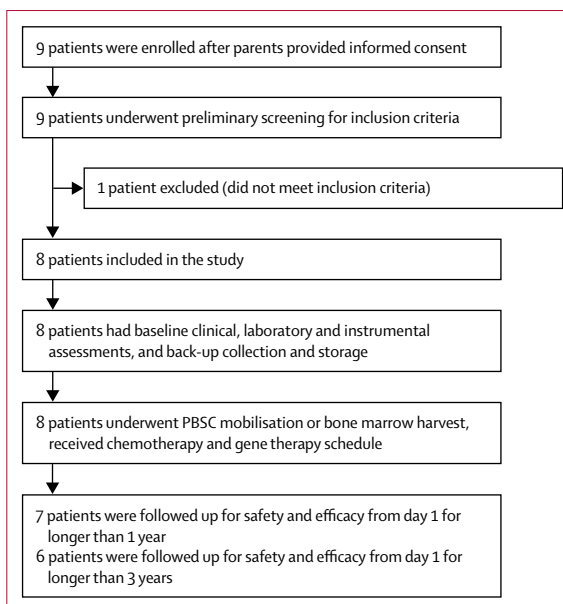 9 patients were enrolled after parents provided informed consent
9 patients underwent preliminary screening for inclusion criteria
1 patient excluded (did not meet inclusion criteria)
8 patients included in the study
8 patients had baseline clinical, laboratory and instrumental
assessments, and back-up collection and storage
8 patients underwent PBSC mobilisation or bone marrow harvest,
received chemotherapy and gene therapy schedule
7 patients were followed up for safety and efficacy from day 1 for
longer than 1 year
6 patients were followed up for safety and efficacy from day 1 for
longer than 3 years